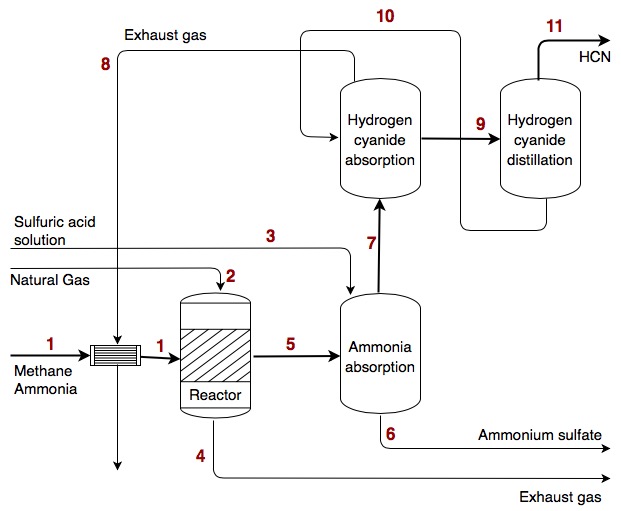 10
11
Exhaust gas
8
HCN
Hydrogen
cyanide
absorption
9
Hydrogen
cyanide
distillation
Sulfuric acid
solution
3
7
Natural Gas
2
1
1
5
Methane
Ammonia
Reactor
Ammonia
absorption
6
Ammonium sulfate
4
Exhaust gas